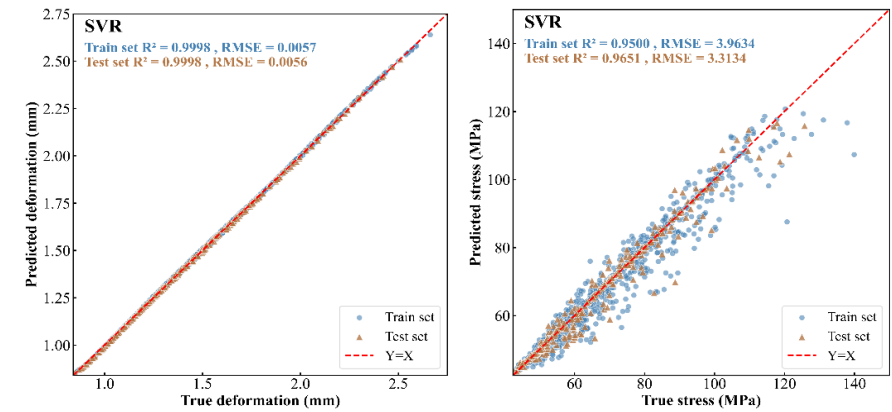 SVR
Train set R² = 0.9998 , RMSE = 0.0057
Test set R² = 0.9998 , RMSE = 0.0056
Predicted deformation (mm)
2.75
2.50
2.25
2.00
1.75
1.50
1.25
1.00
Train set
Test set
Y=X
1.0 1.5 2.0 2.5
True deformation (mm)
SVR
Train set R² = 0.9500 , RMSE = 3.9634
Test set R² = 0.9651 , RMSE = 3.3134
Predicted stress (MPa)
140
120
100
80
60
Train set
Test set
Y=X
60 80 100 120 140
True stress (MPa)